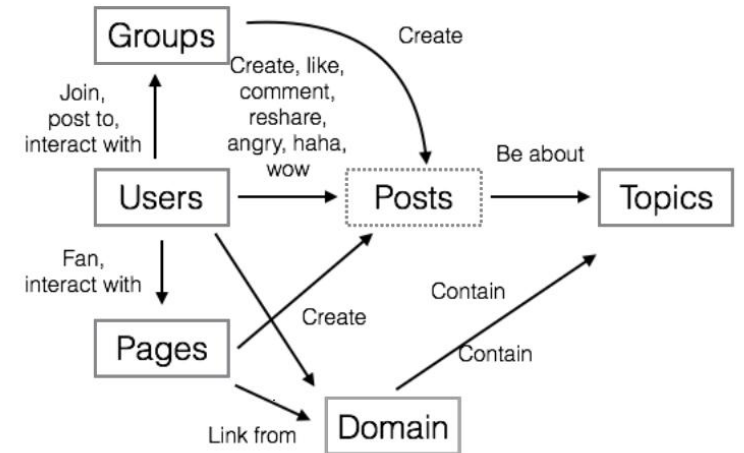 Groups
Create
Create, like,
comment,
reshare,
angry, haha,
wow
Join,
post to,
interact with
Be about
Users
Posts
Topics
Fan,
interact with
Contain
Create
Pages
Contain
Link from
Domain